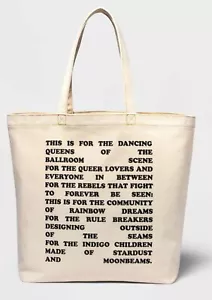 THIS IS FOR THE DANCING
QUEENS OF THE
BALLROOM SCENE
FOR THE QUEER LOVERS AND
EVERYONE IN BETWEEN
FOR THE REBELS THAT FIGHT
TO FOREVER BE SEEN;
THIS IS FOR THE COMMUNITY
OF RAINBOW DREAMS
FOR THE RULE BREAKERS
DESIGNING OUTSIDE
OF THE SEAMS
FOR THE INDIGO CHILDREN
MADE OF STARDUST
AND MOONBEAMS.